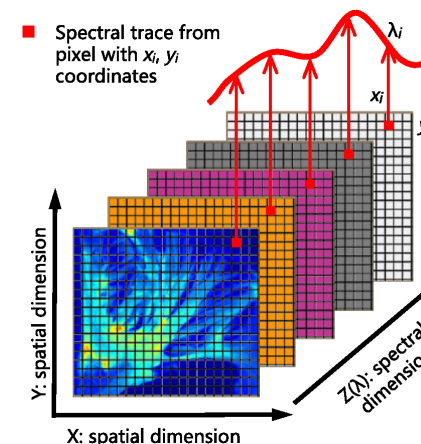 Spectral trace from
pixel with xᵢ, yᵢ
coordinates
λᵢ
xᵢ
y
Y: spatial dimension
X: spatial dimension
Z(λ): spectral
dimension